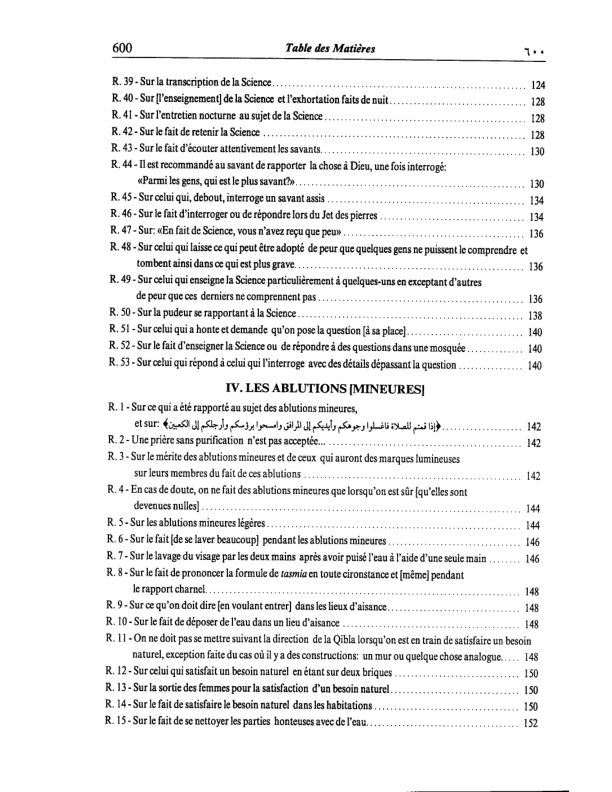 600 Table des Matières ٦٠٠
R. 39 - Sur la transcription de la Science 124
R. 40 - Sur [l'enseignement] de la Science et l'exhortation faits de nuit 128
R. 41 - Sur l'entretien nocturne au sujet de la Science 128
R. 42 - Sur le fait de retenir la Science 128
R. 43 - Sur le fait d'écouter attentivement les savants. 130
R. 44 - Il est recommandé au savant de rapporter la chose à Dieu, une fois interrogé:
«Parmi les gens, qui est le plus savant?» 130
R. 45 - Sur celui qui, debout, interroge un savant assis 134
R. 46 - Sur le fait d'interroger ou de répondre lors du Jet des pierres 134
R. 47 - Sur: «En fait de Science, vous n'avez reçu que peu» 136
R. 48 - Sur celui qui laisse ce qui peut être adopté de peur que quelques gens ne puissent le comprendre et
tombent ainsi dans ce qui est plus grave 136
R. 49 - Sur celui qui enseigne la Science particulièrement à quelques-uns en exceptant d'autres
de peur que ces derniers ne comprennent pas 136
R. 50 - Sur la pudeur se rapportant à la Science 138
R. 51 - Sur celui qui a honte et demande qu'on pose la question [à sa place] 140
R. 52 - Sur le fait d'enseigner la Science ou de répondre à des questions dans une mosquée 140
R. 53 - Sur celui qui répond à celui qui l'interroge avec des détails dépassant la question 140
IV. LES ABLUTIONS [MINEURES]
R. 1 - Sur ce qui a été rapporté au sujet des ablutions mineures,
et sur: ﴿إذا قمتم للصلاة فاغسلوا وجوهكم وأيديكم إلى المرافق وامسحوا برؤسكم وأرجلكم إلى الكعبين﴾ 142
R. 2 - Une prière sans purification n'est pas acceptée... 142
R. 3 - Sur le mérite des ablutions mineures et de ceux qui auront des marques lumineuses
sur leurs membres du fait de ces ablutions 142
R. 4 - En cas de doute, on ne fait des ablutions mineures que lorsqu'on est sûr [qu'elles sont
devenues nulles] 144
R. 5 - Sur les ablutions mineures légères 144
R. 6 - Sur le fait [de se laver beaucoup] pendant les ablutions mineures 146
R. 7 - Sur le lavage du visage par les deux mains après avoir puisé l'eau à l'aide d'une seule main 146
R. 8 - Sur le fait de prononcer la formule de tasmia en toute cironstance et [même] pendant
le rapport charnel 148
R. 9 - Sur ce qu'on doit dire [en voulant entrer] dans les lieux d'aisance 148
R. 10 - Sur le fait de déposer de l'eau dans un lieu d'aisance 148
R. 11 - On ne doit pas se mettre suivant la direction de la Qibla lorsqu'on est en train de satisfaire un besoin
naturel, exception faite du cas où il y a des constructions: un mur ou quelque chose analogue 148
R. 12 - Sur celui qui satisfait un besoin naturel en étant sur deux briques 150
R. 13 - Sur la sortie des femmes pour la satisfaction d'un besoin naturel 150
R. 14 - Sur le fait de satisfaire le besoin naturel dans les habitations 150
R. 15 - Sur le fait de se nettoyer les parties honteuses avec de l'eau 152